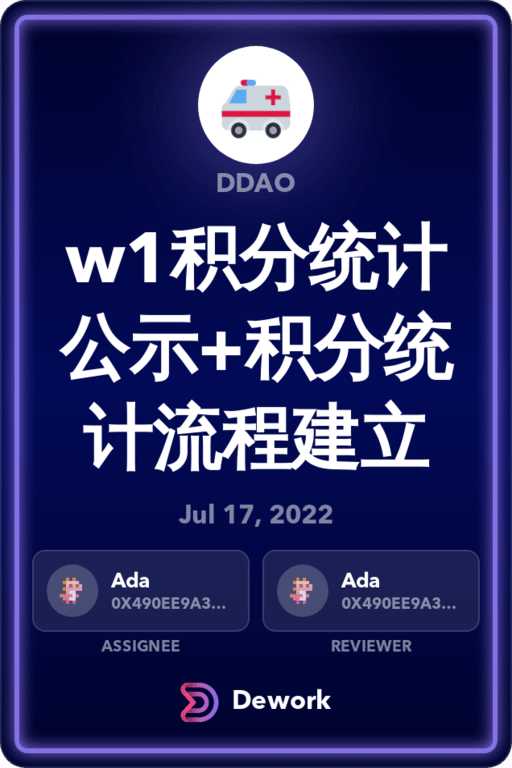 DDAO
w1积分统计
公示+积分统
计流程建立
Jul 17, 2022
Ada
0X490EE9A3...
Ada
0X490EE9A3...
ASSIGNEE
REVIEWER
Dework